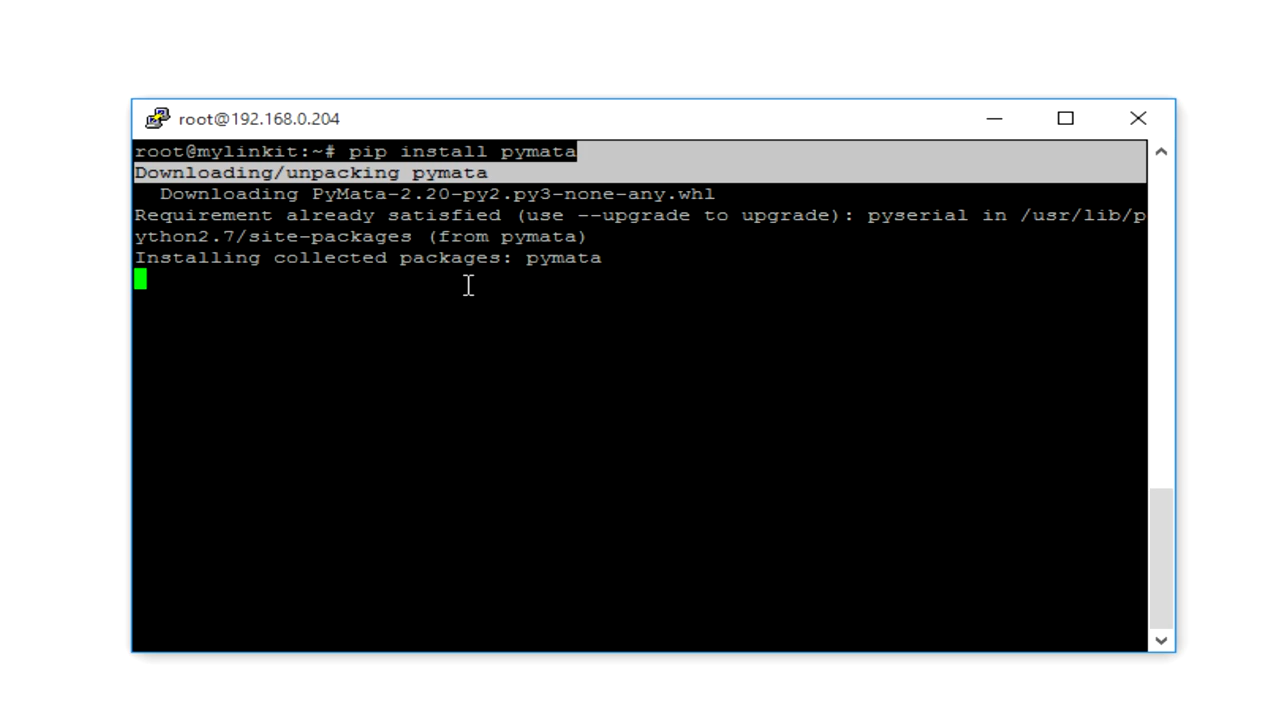 root@192.168.0.204
root@mylinkit:~# pip install pymata
Downloading/unpacking pymata
  Downloading PyMata-2.20-py2.py3-none-any.whl
Requirement already satisfied (use --upgrade to upgrade): pyserial in /usr/lib/p
ython2.7/site-packages (from pymata)
Installing collected packages: pymata